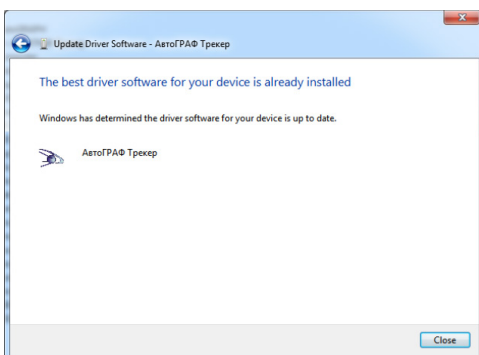 Update Driver Software - АвтоГРАФ Трекер
The best driver software for your device is already installed
Windows has determined the driver software for your device is up to date.
АвтоГРАФ Трекер
Close